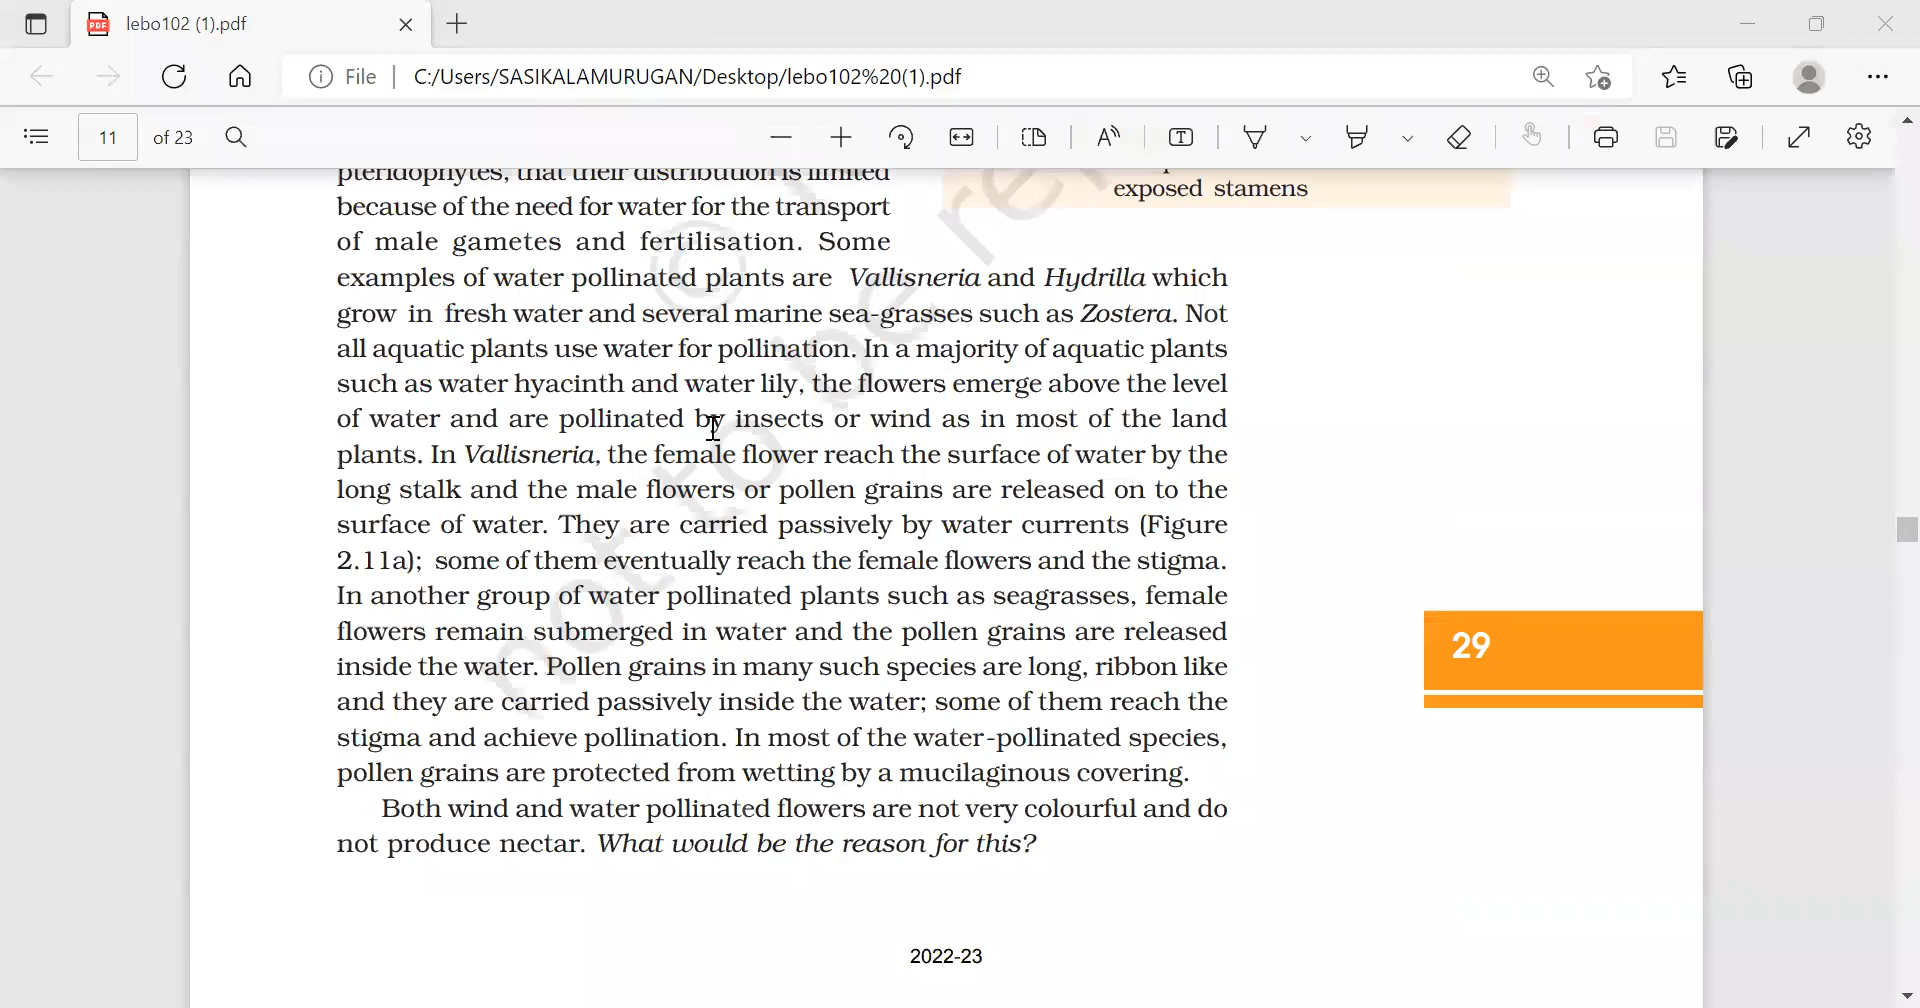 lebo102 (1).pdf
File | C:/Users/SASIKALAMURUGAN/Desktop/lebo102%20(1).pdf
11 of 23
pteridophytes, that their distribution is limited
exposed stamens
because of the need for water for the transport
of male gametes and fertilisation. Some
examples of water pollinated plants are Vallisneria and Hydrilla which
grow in fresh water and several marine sea-grasses such as Zostera. Not
all aquatic plants use water for pollination. In a majority of aquatic plants
such as water hyacinth and water lily, the flowers emerge above the level
of water and are pollinated by insects or wind as in most of the land
plants. In Vallisneria, the female flower reach the surface of water by the
long stalk and the male flowers or pollen grains are released on to the
surface of water. They are carried passively by water currents (Figure
2.11a); some of them eventually reach the female flowers and the stigma.
In another group of water pollinated plants such as seagrasses, female
flowers remain submerged in water and the pollen grains are released
inside the water. Pollen grains in many such species are long, ribbon like
and they are carried passively inside the water; some of them reach the
stigma and achieve pollination. In most of the water-pollinated species,
pollen grains are protected from wetting by a mucilaginous covering.
Both wind and water pollinated flowers are not very colourful and do
not produce nectar. What would be the reason for this?
29
2022-23
© not to be re